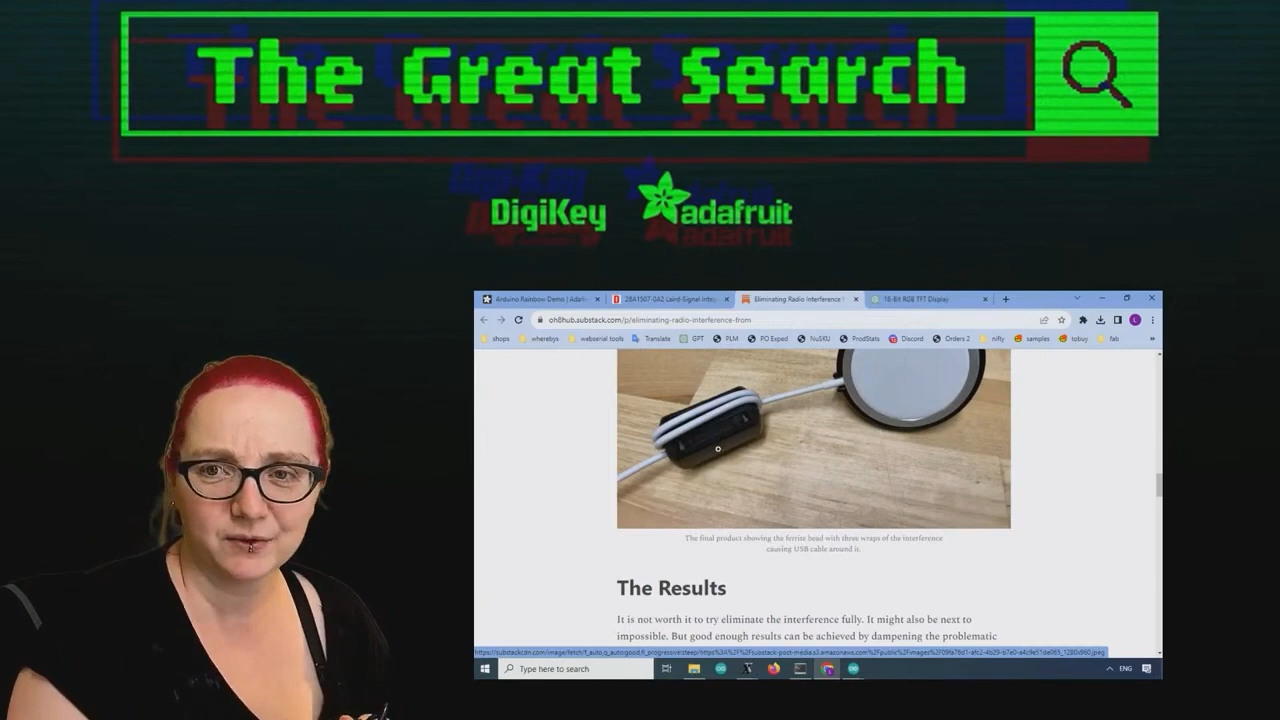 The Great Search
DigiKey
adafruit
Arduino Rainbow Demo | Adafr
28A1507-0A2 Laird-Signal Integ
Eliminating Radio Interference f
16-Bit RGB TFT Display
oh8hub.substack.com/p/eliminating-radio-interference-from
shops
wherebys
webserial tools
Translate
GPT
PLM
PO Exped
NuSKU
ProdStats
Discord
Orders 2
nifty
samples
tobuy
fab
The final product showing the ferrite bead with three wraps of the interference
causing USB cable around it.
The Results
It is not worth it to try eliminate the interference fully. It might also be next to
impossible. But good enough results can be achieved by dampening the problematic
Type here to search
ENG